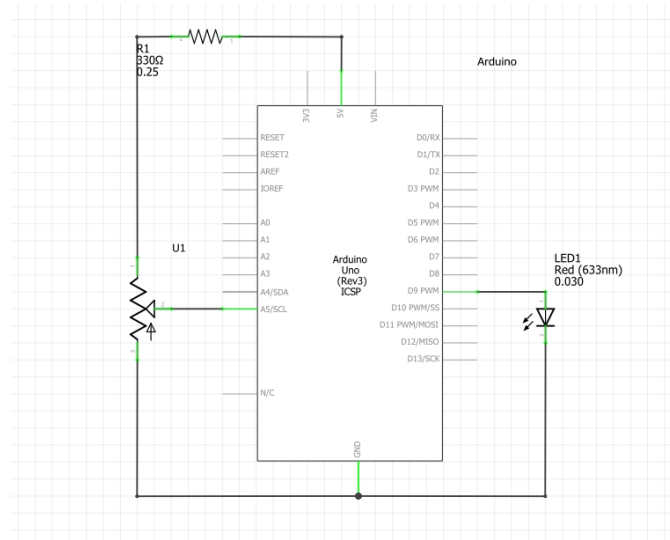 R1
330Ω
0.25
Arduino
3V3
5V
VIN
RESET
RESET2
AREF
IOREF
A0
A1
A2
A3
A4/SDA
A5/SCL
N/C
D0/RX
D1/TX
D2
D3 PWM
D4
D5 PWM
D6 PWM
D7
D8
D9 PWM
D10 PWM/SS
D11 PWM/MOSI
D12/MISO
D13/SCK
Arduino
Uno
(Rev3)
ICSP
GND
U1
LED1
Red (633nm)
0.030